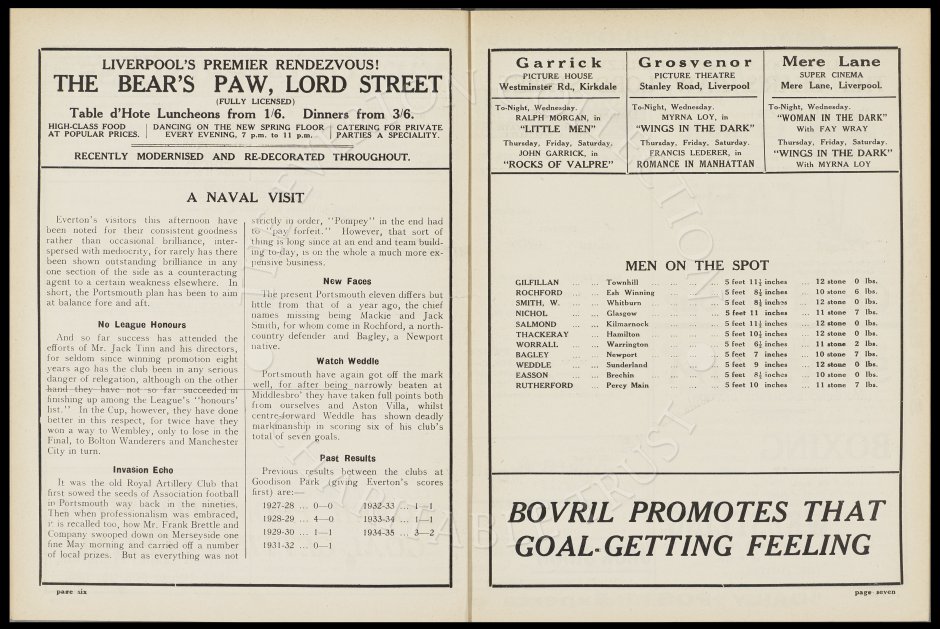 LIVERPOOL'S PREMIER RENDEZVOUS!
THE BEAR'S PAW, LORD STREET
(FULLY LICENSED)
Table d'Hote Luncheons from 1/6. Dinners from 3/6.
HIGH-CLASS FOOD
AT POPULAR PRICES.
DANCING ON THE NEW SPRING FLOOR
EVERY EVENING, 7 p.m. to 11 p.m.
CATERING FOR PRIVATE
PARTIES A SPECIALITY.
RECENTLY MODERNISED AND RE-DECORATED THROUGHOUT.
A NAVAL VISIT
Everton's visitors this afternoon have
been noted for their consistent goodness
rather than occasional brilliance, inter-
spersed with mediocrity, for rarely has there
been shown outstanding brilliance in any
one section of the side as a counteracting
agent to a certain weakness elsewhere. In
short, the Portsmouth plan has been to aim
at balance fore and aft.
No League Honours
And so far success has attended the
efforts of Mr. Jack Tinn and his directors,
for seldom since winning promotion eight
years ago has the club been in any serious
danger of relegation, although on the other
hand they have not so far succeeded in
finishing up among the League's "honours'
list." In the Cup, however, they have done
better in this respect, for twice they have
won a way to Wembley, only to lose in the
Final, to Bolton Wanderers and Manchester
City in turn.
Invasion Echo
It was the old Royal Artillery Club that
first sowed the seeds of Association football
in Portsmouth way back in the nineties.
Then when professionalism was embraced,
it is recalled too, how Mr. Frank Brettle and
Company swooped down on Merseyside one
fine May morning and carried off a number
of local prizes. But as everything was not
strictly in order, "Pompey" in the end had
to "pay forfeit." However, that sort of
thing is long since at an end and team build-
ing to-day, is on the whole a much more ex-
pensive business.
New Faces
The present Portsmouth eleven differs but
little from that of a year ago, the chief
names missing being Mackie and Jack
Smith, for whom come in Rochford, a north-
country defender and Bagley, a Newport
native.
Watch Weddle
Portsmouth have again got off the mark
well, for after being narrowly beaten at
Middlesbro' they have taken full points both
from ourselves and Aston Villa, whilst
centre-forward Weddle has shown deadly
markmanship in scoring six of his club's
total of seven goals.
Past Results
Previous results between the clubs at
Goodison Park (giving Everton's scores
first) are:—
1927-28 ... 0—0
1928-29 ... 4—0
1929-30 ... 1—1
1931-32 ... 0—1
1932-33 ... 1—1
1933-34 ... 1—1
1934-35 ... 3—2
page six
Garrick
PICTURE HOUSE
Westminster Rd., Kirkdale
To-Night, Wednesday.
RALPH MORGAN, in
"LITTLE MEN"
Thursday, Friday, Saturday.
JOHN GARRICK, in
"ROCKS OF VALPRE"
Grosvenor
PICTURE THEATRE
Stanley Road, Liverpool
To-Night, Wednesday.
MYRNA LOY, in
"WINGS IN THE DARK"
Thursday, Friday, Saturday.
FRANCIS LEDERER, in
ROMANCE IN MANHATTAN
Mere Lane
SUPER CINEMA
Mere Lane, Liverpool.
To-Night, Wednesday.
"WOMAN IN THE DARK"
With FAY WRAY
Thursday, Friday, Saturday.
"WINGS IN THE DARK"
With MYRNA LOY
MEN ON THE SPOT
GILFILLAN ... ... Townhill ... ... ... 5 feet 11½ inches ... 12 stone 0 lbs.
ROCHFORD ... ... Esh Winning ... ... ... 5 feet 8½ inches ... 10 stone 6 lbs.
SMITH, W. ... ... Whitburn ... ... ... 5 feet 8½ inches ... 12 stone 0 lbs.
NICHOL ... ... Glasgow ... ... ... 5 feet 11 inches ... 11 stone 7 lbs.
SALMOND ... ... Kilmarnock ... ... ... 5 feet 11½ inches ... 12 stone 0 lbs.
THACKERAY ... ... Hamilton ... ... ... 5 feet 10½ inches ... 12 stone 0 lbs.
WORRALL ... ... Warrington ... ... ... 5 feet 6½ inches ... 11 stone 2 lbs.
BAGLEY ... ... Newport ... ... ... 5 feet 7 inches ... 10 stone 7 lbs.
WEDDLE ... ... Sunderland ... ... ... 5 feet 9 inches ... 12 stone 0 lbs.
EASSON ... ... Brechin ... ... ... 5 feet 8½ inches ... 10 stone 0 lbs.
RUTHERFORD ... ... Percy Main ... ... ... 5 feet 10 inches ... 11 stone 7 lbs.
BOVRIL PROMOTES THAT
GOAL-GETTING FEELING
page seven